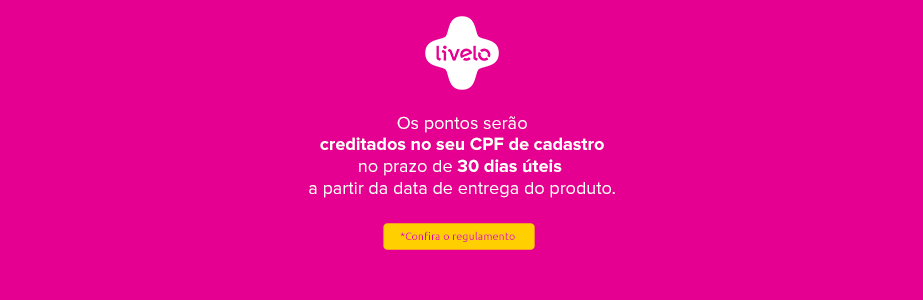 livelo
Os pontos serão
creditados no seu CPF de cadastro
no prazo de 30 dias úteis
a partir da data de entrega do produto.
*Confira o regulamento